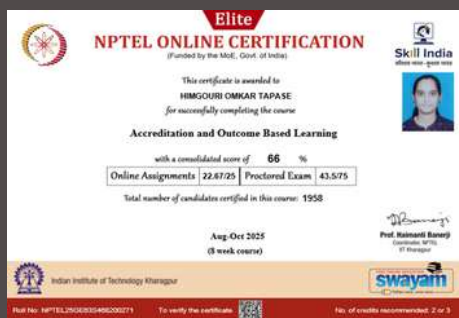 Elite
NPTEL ONLINE CERTIFICATION
(Funded by the MoE, Govt. of India)
Skill India
कौशल भारत - कुशल भारत
This certificate is awarded to
HIMGOURI OMKAR TAPASE
for successfully completing the course
Accreditation and Outcome Based Learning
with a consolidated score of 66 %
Online Assignments 22.67/25 Proctored Exam 43.5/75
Total number of candidates certified in this course: 1958
Aug-Oct 2025
(8 week course)
Prof. Haimanti Banerji
Coordinator, NPTEL
IIT Kharagpur
Indian Institute of Technology Kharagpur
swayam
To verify the certificate
No. of credits recommended: 2 or 3